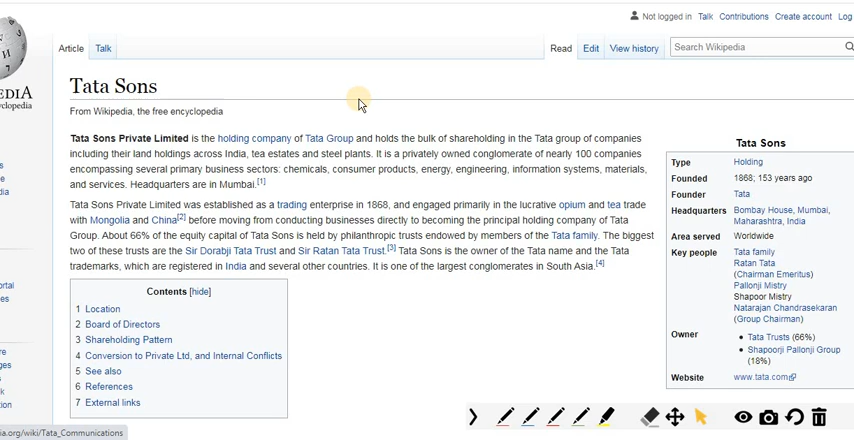 Not logged in Talk Contributions Create account Log
Article Talk Read Edit View history Search Wikipedia
Tata Sons
From Wikipedia, the free encyclopedia
Tata Sons Private Limited is the holding company of Tata Group and holds the bulk of shareholding in the Tata group of companies
including their land holdings across India, tea estates and steel plants. It is a privately owned conglomerate of nearly 100 companies
encompassing several primary business sectors: chemicals, consumer products, energy, engineering, information systems, materials,
and services. Headquarters are in Mumbai.[1]
Tata Sons Private Limited was established as a trading enterprise in 1868, and engaged primarily in the lucrative opium and tea trade
with Mongolia and China[2] before moving from conducting businesses directly to becoming the principal holding company of Tata
Group. About 66% of the equity capital of Tata Sons is held by philanthropic trusts endowed by members of the Tata family. The biggest
two of these trusts are the Sir Dorabji Tata Trust and Sir Ratan Tata Trust.[3] Tata Sons is the owner of the Tata name and the Tata
trademarks, which are registered in India and several other countries. It is one of the largest conglomerates in South Asia.[4]
Contents [hide]
1 Location
2 Board of Directors
3 Shareholding Pattern
4 Conversion to Private Ltd, and Internal Conflicts
5 See also
6 References
7 External links
Tata Sons
Type Holding
Founded 1868; 153 years ago
Founder Tata
Headquarters Bombay House, Mumbai,
Maharashtra, India
Area served Worldwide
Key people Tata family
Ratan Tata
(Chairman Emeritus)
Pallonji Mistry
Shapoor Mistry
Natarajan Chandrasekaran
(Group Chairman)
Owner • Tata Trusts (66%)
• Shapoorji Pallonji Group
(18%)
Website www.tata.com
ia.org/wiki/Tata_Communications